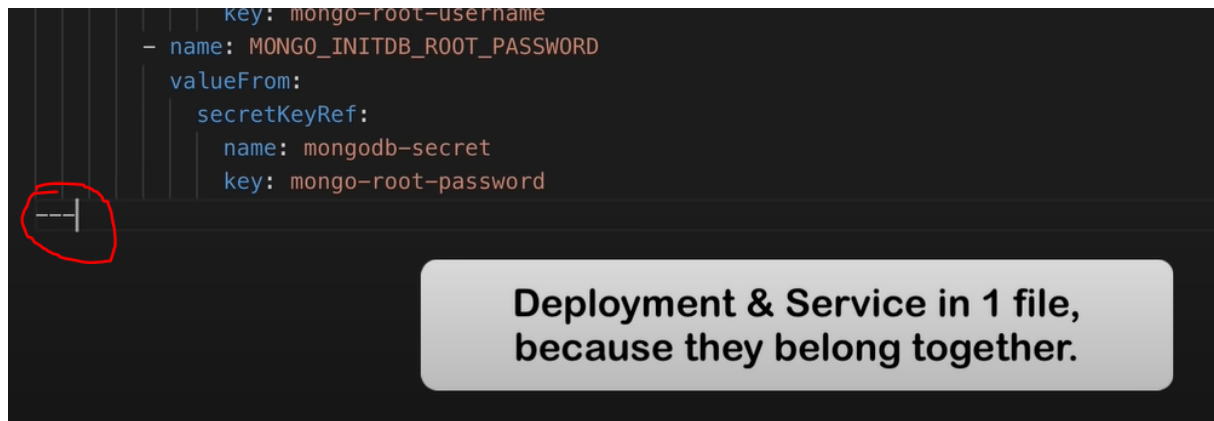 key: mongo-root-username
- name: MONGO_INITDB_ROOT_PASSWORD
valueFrom:
secretKeyRef:
name: mongodb-secret
key: mongo-root-password
---
Deployment & Service in 1 file,
because they belong together.